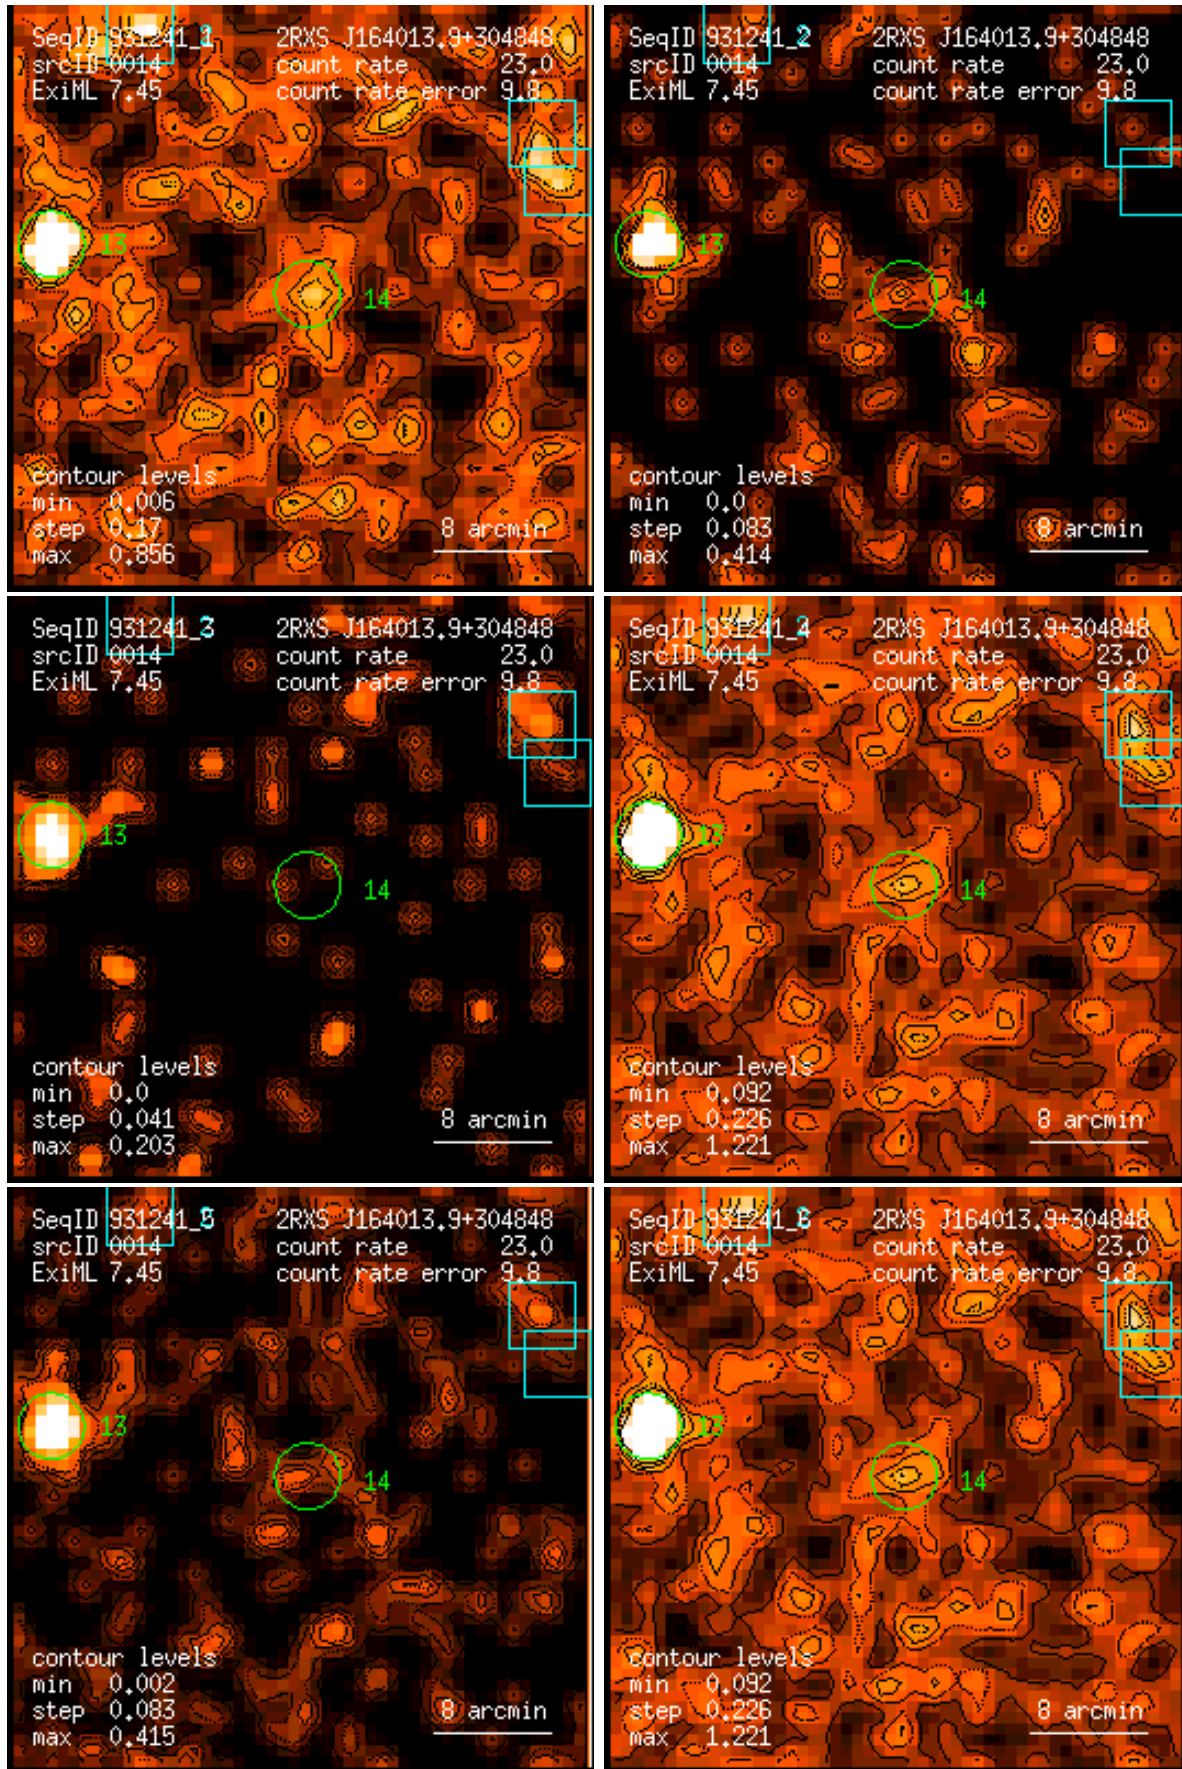 SeqID 931241_1 2RXS J164013.9+304848
srcID 0014 count rate 23.0
ExiML 7.45 count rate error 9.8
13
14
contour levels
min 0.006
step 0.17 8 arcmin
max 0.856
SeqID 931241_2 2RXS J164013.9+304848
srcID 0014 count rate 23.0
ExiML 7.45 count rate error 9.8
13
14
contour levels
min 0.0
step 0.083 8 arcmin
max 0.414
SeqID 931241_3 2RXS J164013.9+304848
srcID 0014 count rate 23.0
ExiML 7.45 count rate error 9.8
13
14
contour levels
min 0.0
step 0.041 8 arcmin
max 0.203
SeqID 931241_4 2RXS J164013.9+304848
srcID 0014 count rate 23.0
ExiML 7.45 count rate error 9.8
13
14
contour levels
min 0.092
step 0.226 8 arcmin
max 1.221
SeqID 931241_5 2RXS J164013.9+304848
srcID 0014 count rate 23.0
ExiML 7.45 count rate error 9.8
13
14
contour levels
min 0.002
step 0.083 8 arcmin
max 0.415
SeqID 931241_6 2RXS J164013.9+304848
srcID 0014 count rate 23.0
ExiML 7.45 count rate error 9.8
13
14
contour levels
min 0.092
step 0.226 8 arcmin
max 1.221